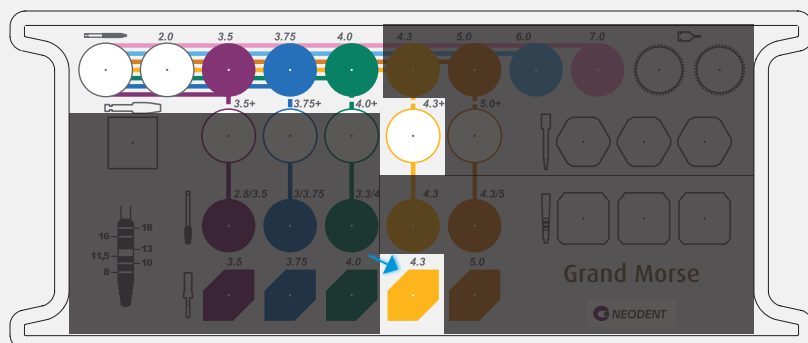 2.0 3.5 3.75 4.0 4.3 5.0 6.0 7.0
3.5+ 3.75+ 4.0+ 4.3+ 5.0+
2.8/3.5 3/3.75 3.3/4 4.3 4.3/5
18
16
13
11,5
10
8
3.5 3.75 4.0 4.3 5.0
Grand Morse
NEODENT